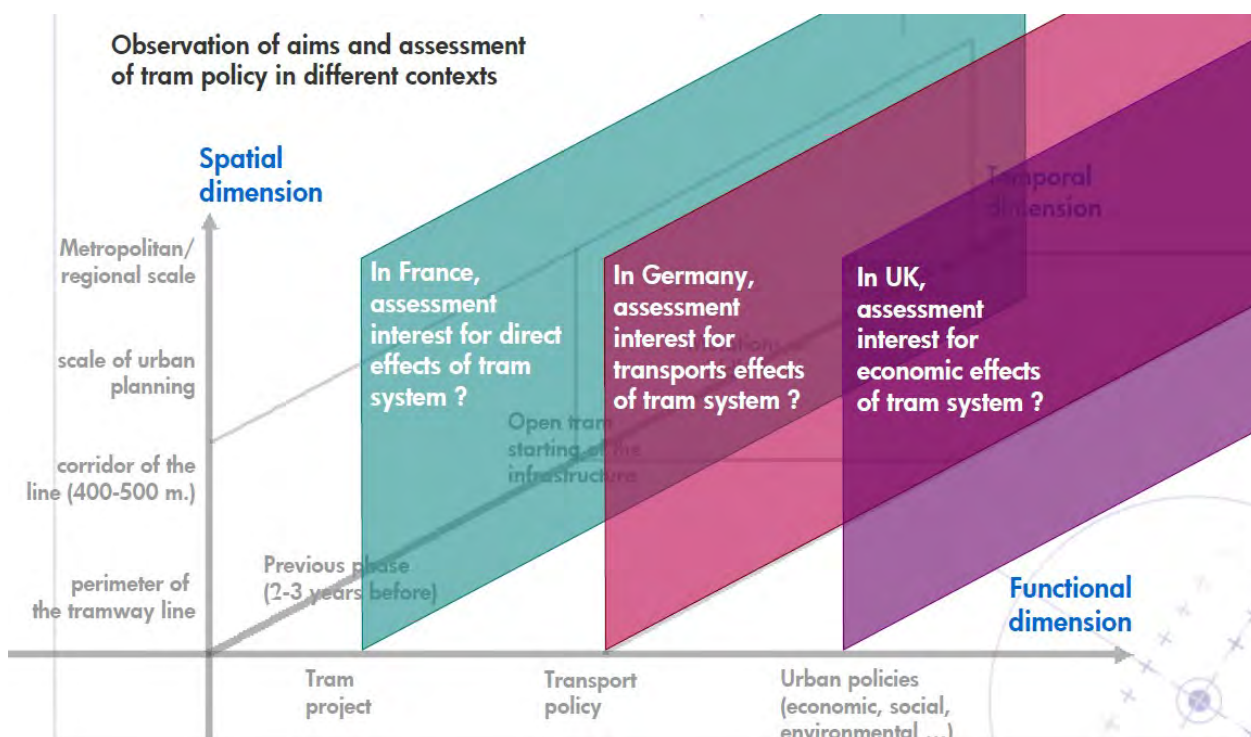 Observation of aims and assessment
of tram policy in different contexts
Spatial
dimension
Temporal
dimension
Metropolitan/
regional scale
In France,
assessment
interest for direct
effects of tram
system ?
In Germany,
assessment
interest for
transports effects
of tram system ?
In UK,
assessment
interest for
economic effects
of tram system ?
scale of urban
planning
Open tram
starting of the
infrastructure
corridor of the
line (400-500 m.)
Previous phase
(2-3 years before)
perimeter of
the tramway line
Functional
dimension
Tram
project
Transport
policy
Urban policies
(economic, social,
environmental ...)